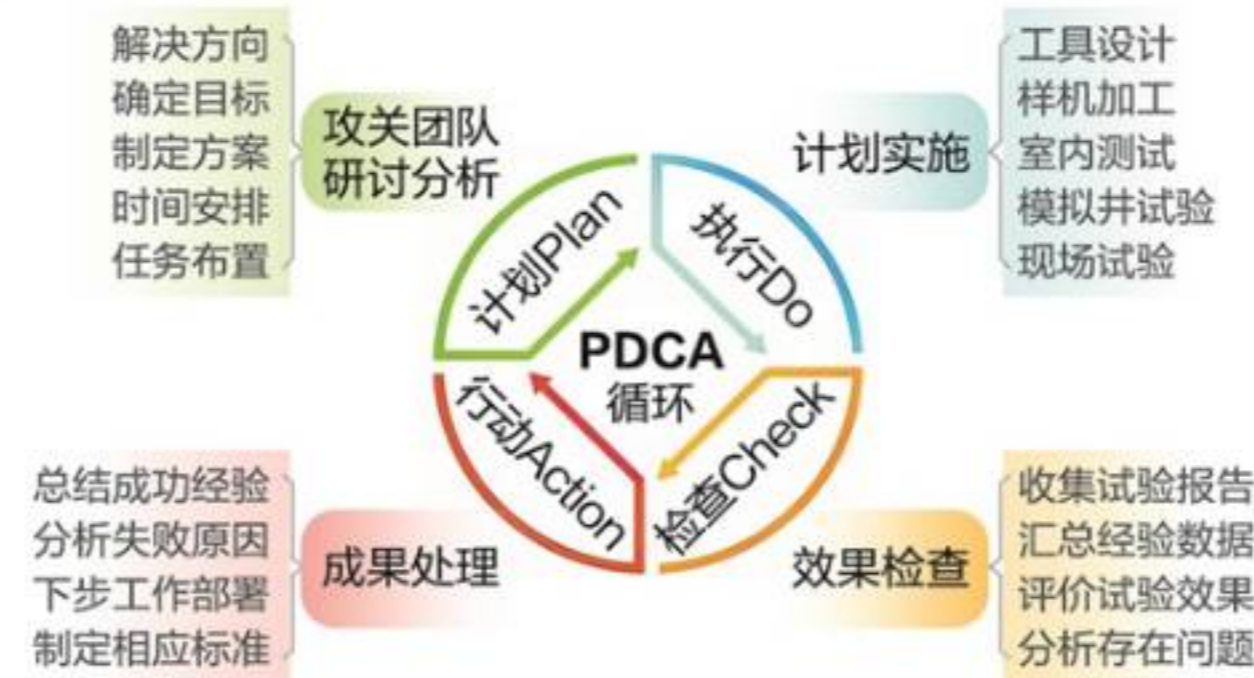 解决方向
确定目标
制定方案
时间安排
任务布置
攻关团队
研讨分析
计划实施
工具设计
样机加工
室内测试
模拟井试验
现场试验
计划Plan
执行Do
PDCA
循环
行动Action
检查Check
总结成功经验
分析失败原因
下步工作部署
制定相应标准
成果处理
效果检查
收集试验报告
汇总经验数据
评价试验效果
分析存在问题